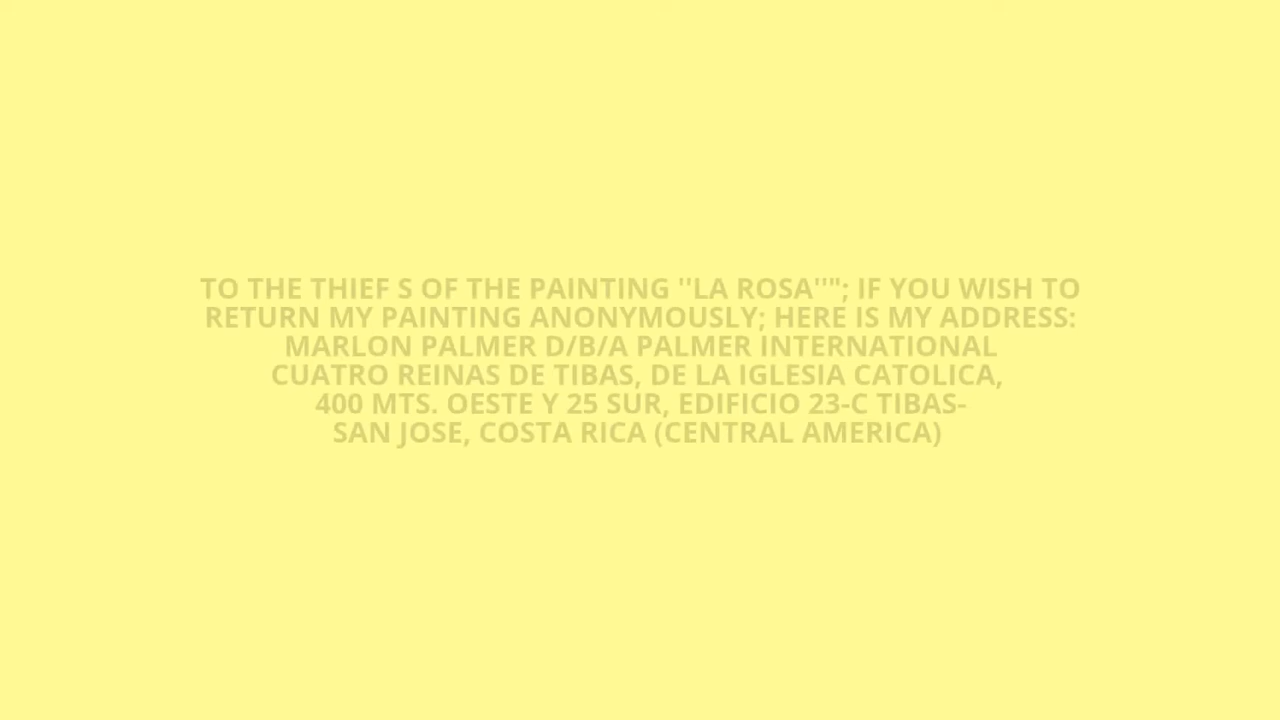 TO THE THIEF S OF THE PAINTING ''LA ROSA''"; IF YOU WISH TO
RETURN MY PAINTING ANONYMOUSLY; HERE IS MY ADDRESS:
MARLON PALMER D/B/A PALMER INTERNATIONAL
CUATRO REINAS DE TIBAS, DE LA IGLESIA CATOLICA,
400 MTS. OESTE Y 25 SUR, EDIFICIO 23-C TIBAS-
SAN JOSE, COSTA RICA (CENTRAL AMERICA)